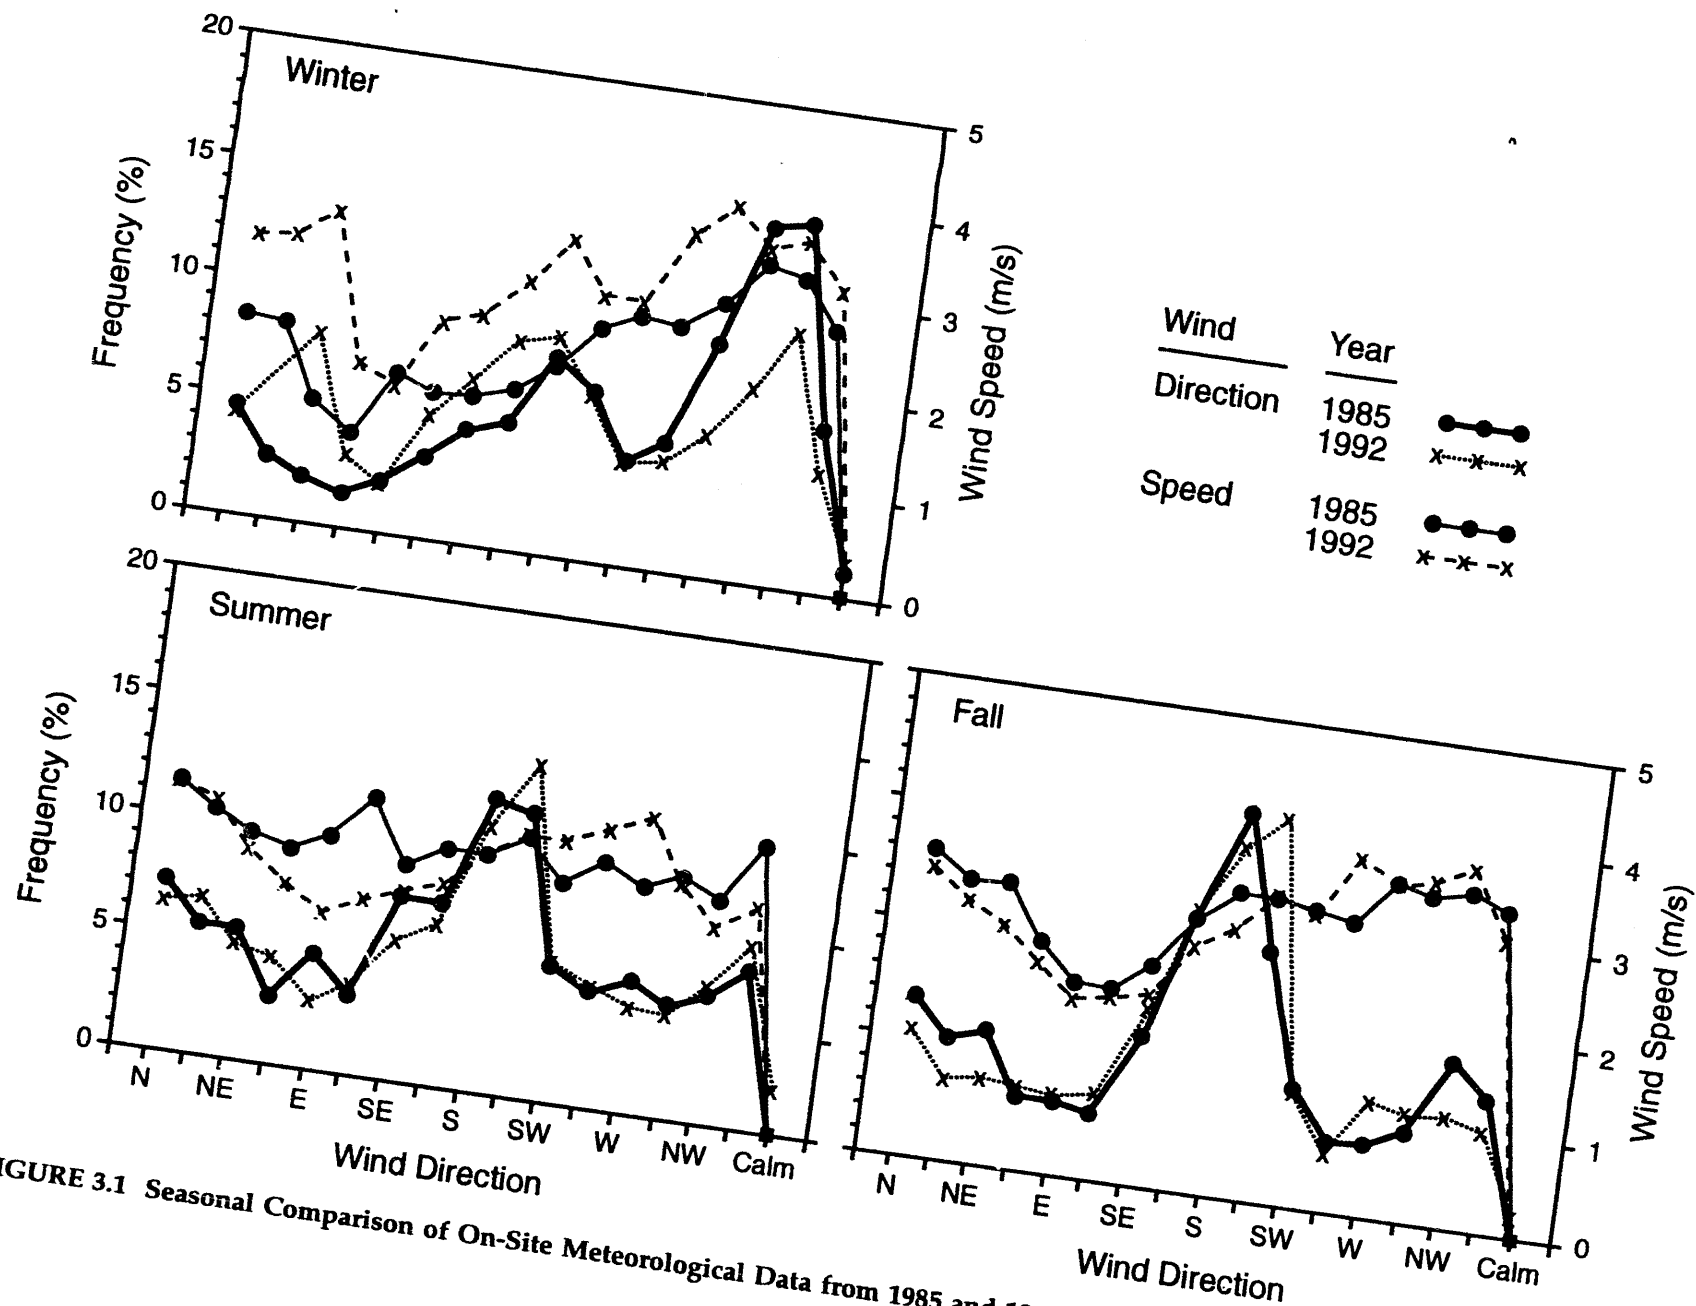 20
Winter
15
10
5
0
Frequency (%)
5
4
3
2
1
0
Wind Speed (m/s)
Wind Year
Direction 1985
1992
Speed 1985
1992
20
Summer
15
10
5
0
Frequency (%)
N NE E SE S SW W NW Calm
Wind Direction
Fall
5
4
3
2
1
0
Wind Speed (m/s)
N NE E SE S SW W NW Calm
Wind Direction
IGURE 3.1 Seasonal Comparison of On-Site Meteorological Data from 1985 and